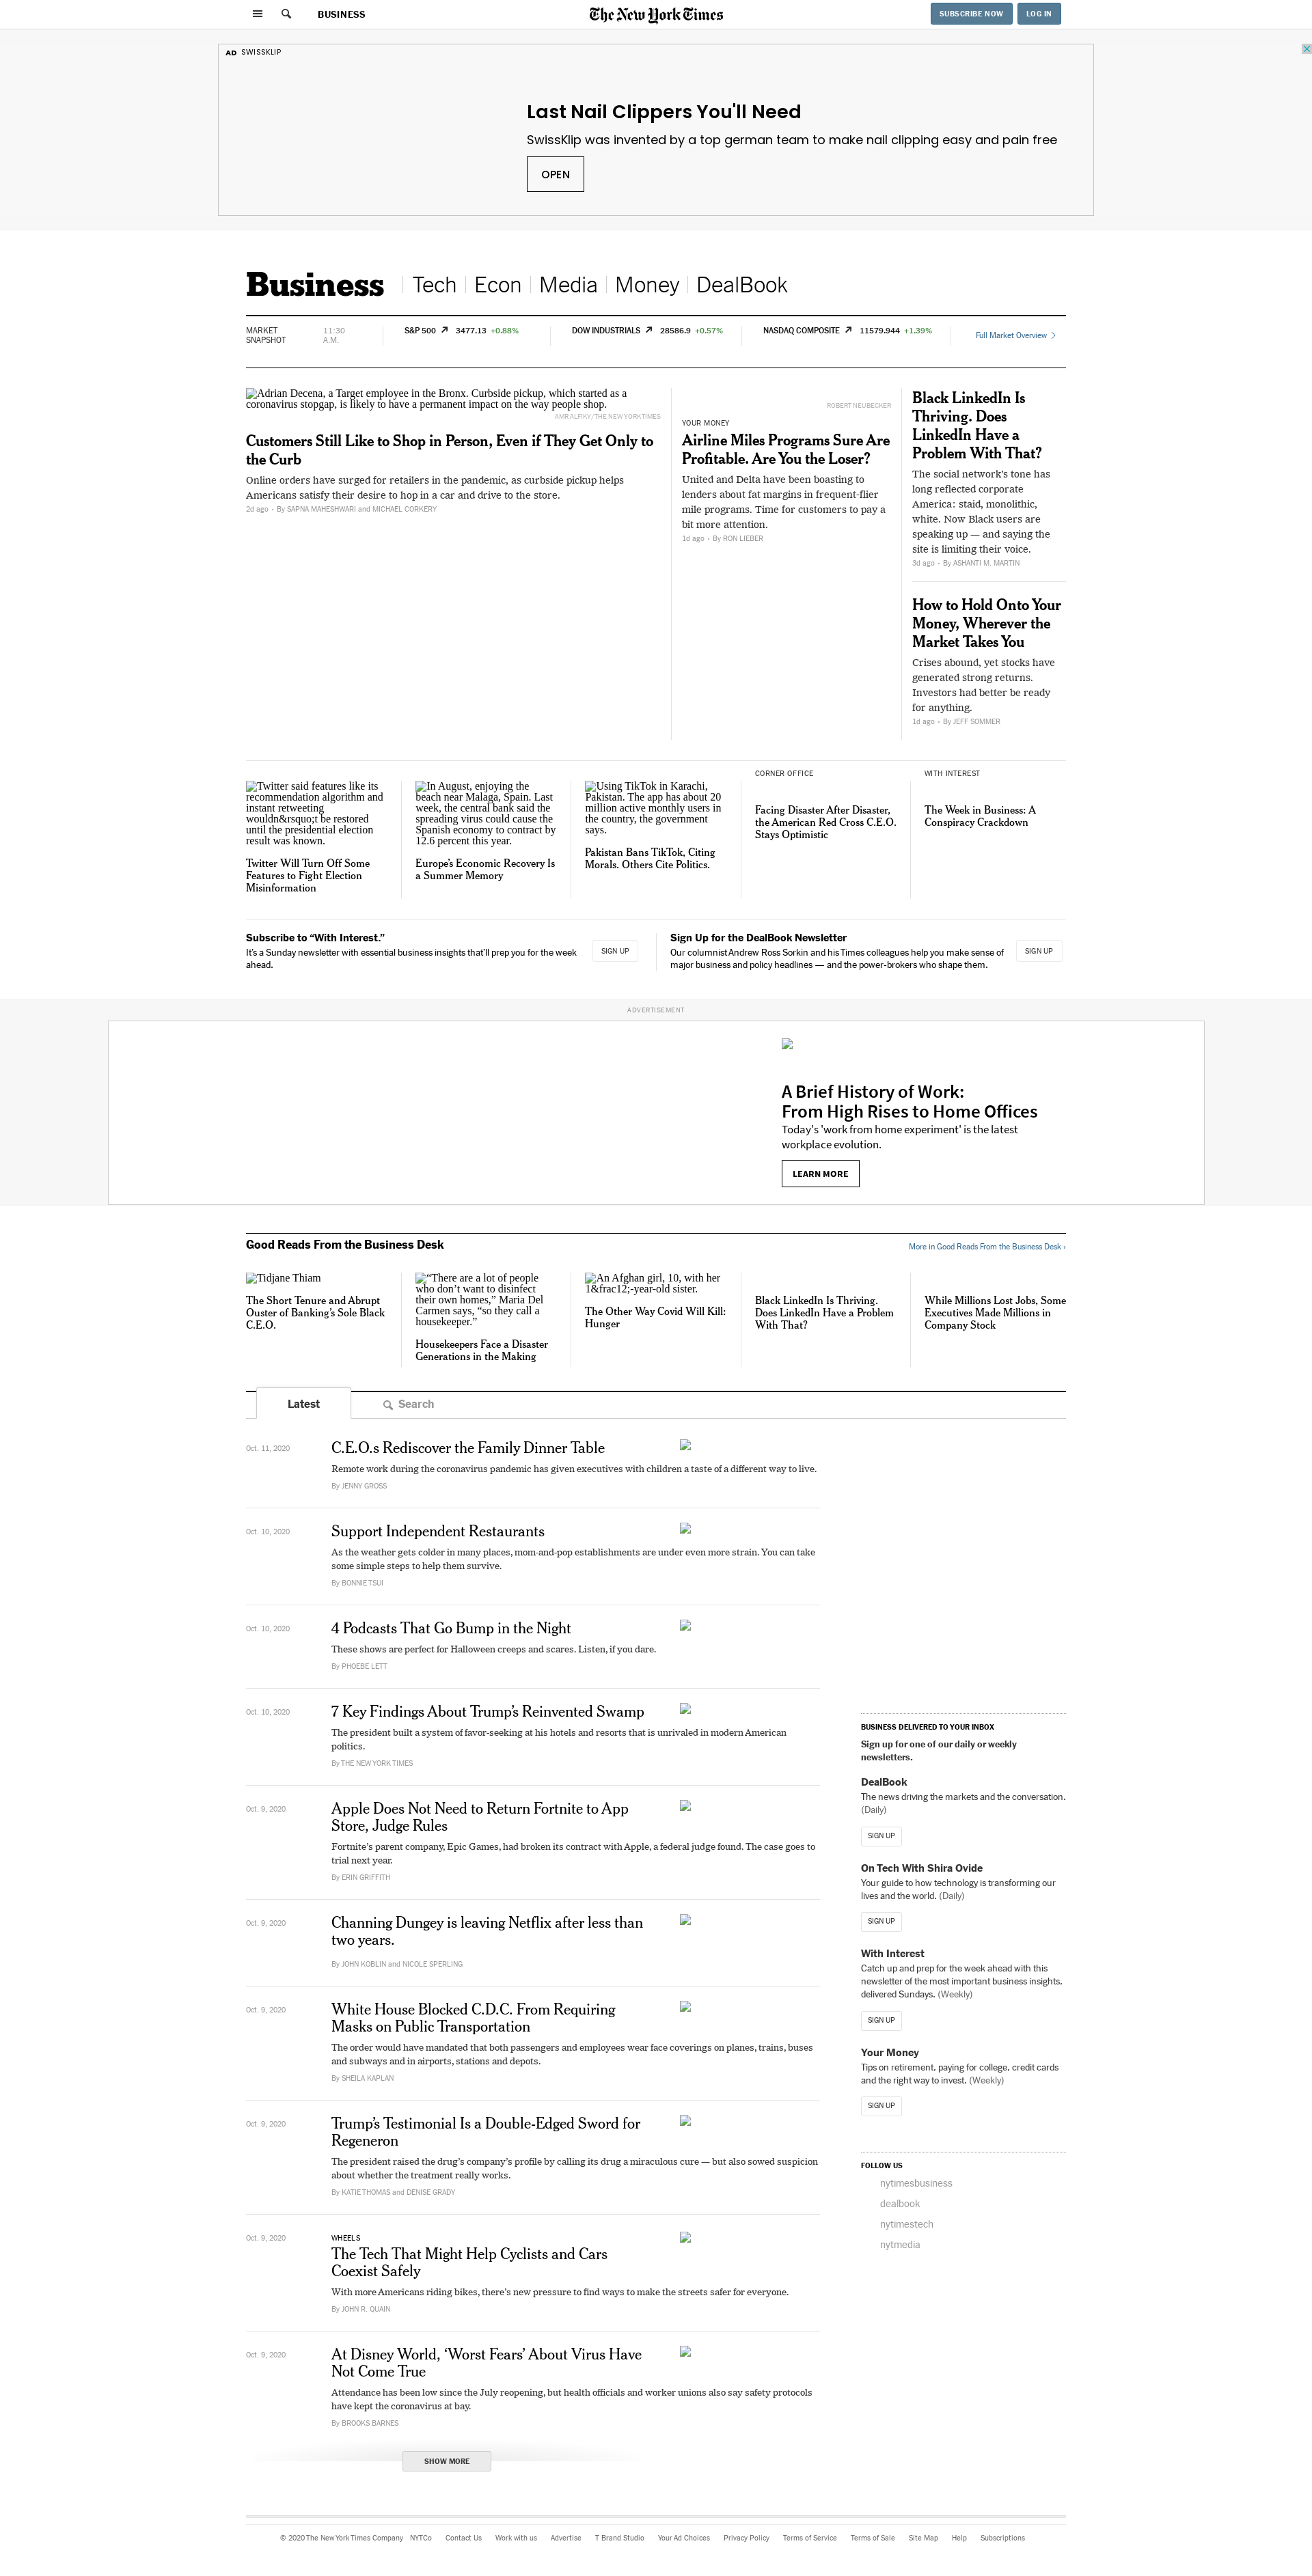 BUSINESS
The New York Times
SUBSCRIBE NOW
LOG IN
AD SWISSKLIP
Last Nail Clippers You'll Need
SwissKlip was invented by a top german team to make nail clipping easy and pain free
OPEN
Business
Tech
Econ
Media
Money
DealBook
MARKET
SNAPSHOT
11:30
A.M.
S&P 500 3477.13 +0.88%
DOW INDUSTRIALS 28586.9 +0.57%
NASDAQ COMPOSITE 11579.944 +1.39%
Full Market Overview
Adrian Decena, a Target employee in the Bronx. Curbside pickup, which started as a
coronavirus stopgap, is likely to have a permanent impact on the way people shop.
AMR ALFIKY/THE NEW YORK TIMES
Customers Still Like to Shop in Person, Even if They Get Only to
the Curb
Online orders have surged for retailers in the pandemic, as curbside pickup helps
Americans satisfy their desire to hop in a car and drive to the store.
2d ago • By SAPNA MAHESHWARI and MICHAEL CORKERY
ROBERT NEUBECKER
YOUR MONEY
Airline Miles Programs Sure Are
Profitable. Are You the Loser?
United and Delta have been boasting to
lenders about fat margins in frequent-flier
mile programs. Time for customers to pay a
bit more attention.
1d ago • By RON LIEBER
Black LinkedIn Is
Thriving. Does
LinkedIn Have a
Problem With That?
The social network’s tone has
long reflected corporate
America: staid, monolithic,
white. Now Black users are
speaking up — and saying the
site is limiting their voice.
3d ago • By ASHANTI M. MARTIN
How to Hold Onto Your
Money, Wherever the
Market Takes You
Crises abound, yet stocks have
generated strong returns.
Investors had better be ready
for anything.
1d ago • By JEFF SOMMER
Twitter said features like its
recommendation algorithm and
instant retweeting
wouldn&rsquo;t be restored
until the presidential election
result was known.
Twitter Will Turn Off Some
Features to Fight Election
Misinformation
In August, enjoying the
beach near Malaga, Spain. Last
week, the central bank said the
spreading virus could cause the
Spanish economy to contract by
12.6 percent this year.
Europe’s Economic Recovery Is
a Summer Memory
Using TikTok in Karachi,
Pakistan. The app has about 20
million active monthly users in
the country, the government
says.
Pakistan Bans TikTok, Citing
Morals. Others Cite Politics.
CORNER OFFICE
Facing Disaster After Disaster,
the American Red Cross C.E.O.
Stays Optimistic
WITH INTEREST
The Week in Business: A
Conspiracy Crackdown
Subscribe to “With Interest.”
It’s a Sunday newsletter with essential business insights that’ll prep you for the week
ahead.
SIGN UP
Sign Up for the DealBook Newsletter
Our columnist Andrew Ross Sorkin and his Times colleagues help you make sense of
major business and policy headlines — and the power-brokers who shape them.
SIGN UP
ADVERTISEMENT
A Brief History of Work:
From High Rises to Home Offices
Today's 'work from home experiment' is the latest
workplace evolution.
LEARN MORE
Good Reads From the Business Desk
More in Good Reads From the Business Desk ›
Tidjane Thiam
The Short Tenure and Abrupt
Ouster of Banking’s Sole Black
C.E.O.
“There are a lot of people
who don’t want to disinfect
their own homes,” Maria Del
Carmen says, “so they call a
housekeeper.”
Housekeepers Face a Disaster
Generations in the Making
An Afghan girl, 10, with her
1&frac12;-year-old sister.
The Other Way Covid Will Kill:
Hunger
Black LinkedIn Is Thriving.
Does LinkedIn Have a Problem
With That?
While Millions Lost Jobs, Some
Executives Made Millions in
Company Stock
Latest
Search
Oct. 11, 2020
C.E.O.s Rediscover the Family Dinner Table
Remote work during the coronavirus pandemic has given executives with children a taste of a different way to live.
By JENNY GROSS
Oct. 10, 2020
Support Independent Restaurants
As the weather gets colder in many places, mom-and-pop establishments are under even more strain. You can take
some simple steps to help them survive.
By BONNIE TSUI
Oct. 10, 2020
4 Podcasts That Go Bump in the Night
These shows are perfect for Halloween creeps and scares. Listen, if you dare.
By PHOEBE LETT
Oct. 10, 2020
7 Key Findings About Trump’s Reinvented Swamp
The president built a system of favor-seeking at his hotels and resorts that is unrivaled in modern American
politics.
By THE NEW YORK TIMES
Oct. 9, 2020
Apple Does Not Need to Return Fortnite to App
Store, Judge Rules
Fortnite’s parent company, Epic Games, had broken its contract with Apple, a federal judge found. The case goes to
trial next year.
By ERIN GRIFFITH
Oct. 9, 2020
Channing Dungey is leaving Netflix after less than
two years.
By JOHN KOBLIN and NICOLE SPERLING
Oct. 9, 2020
White House Blocked C.D.C. From Requiring
Masks on Public Transportation
The order would have mandated that both passengers and employees wear face coverings on planes, trains, buses
and subways and in airports, stations and depots.
By SHEILA KAPLAN
Oct. 9, 2020
Trump’s Testimonial Is a Double-Edged Sword for
Regeneron
The president raised the drug’s company’s profile by calling its drug a miraculous cure — but also sowed suspicion
about whether the treatment really works.
By KATIE THOMAS and DENISE GRADY
Oct. 9, 2020
WHEELS
The Tech That Might Help Cyclists and Cars
Coexist Safely
With more Americans riding bikes, there’s new pressure to find ways to make the streets safer for everyone.
By JOHN R. QUAIN
Oct. 9, 2020
At Disney World, ‘Worst Fears’ About Virus Have
Not Come True
Attendance has been low since the July reopening, but health officials and worker unions also say safety protocols
have kept the coronavirus at bay.
By BROOKS BARNES
SHOW MORE
BUSINESS DELIVERED TO YOUR INBOX
Sign up for one of our daily or weekly
newsletters.
DealBook
The news driving the markets and the conversation.
(Daily)
SIGN UP
On Tech With Shira Ovide
Your guide to how technology is transforming our
lives and the world. (Daily)
SIGN UP
With Interest
Catch up and prep for the week ahead with this
newsletter of the most important business insights,
delivered Sundays. (Weekly)
SIGN UP
Your Money
Tips on retirement, paying for college, credit cards
and the right way to invest. (Weekly)
SIGN UP
FOLLOW US
nytimesbusiness
dealbook
nytimestech
nytmedia
© 2020 The New York Times Company NYTCo Contact Us Work with us Advertise T Brand Studio Your Ad Choices Privacy Policy Terms of Service Terms of Sale Site Map Help Subscriptions